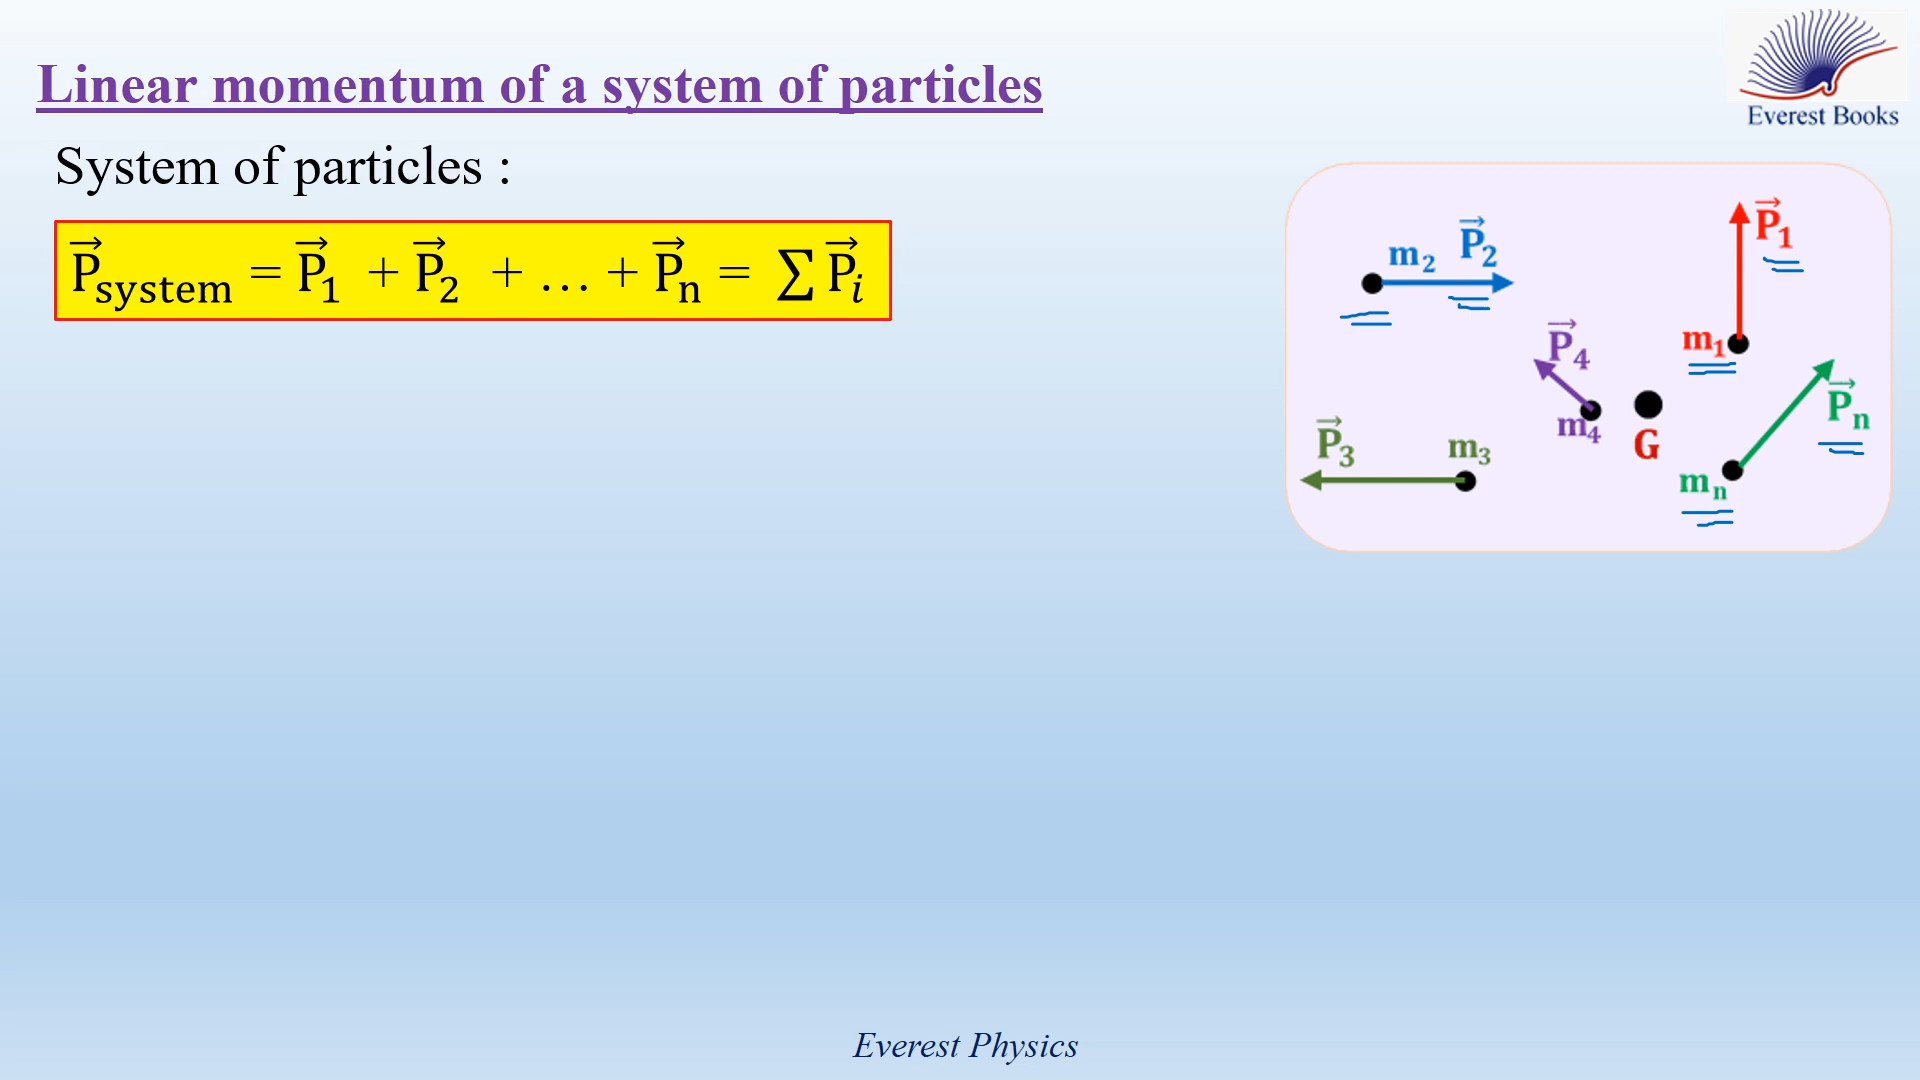 Linear momentum of a system of particles
Everest Books
System of particles :
P⃗system = P⃗1 + P⃗2 + … + P⃗n = ∑ P⃗i
P⃗1
m2 P⃗2
m1
P⃗4
m4
G
P⃗n
P⃗3
m3
mn
Everest Physics